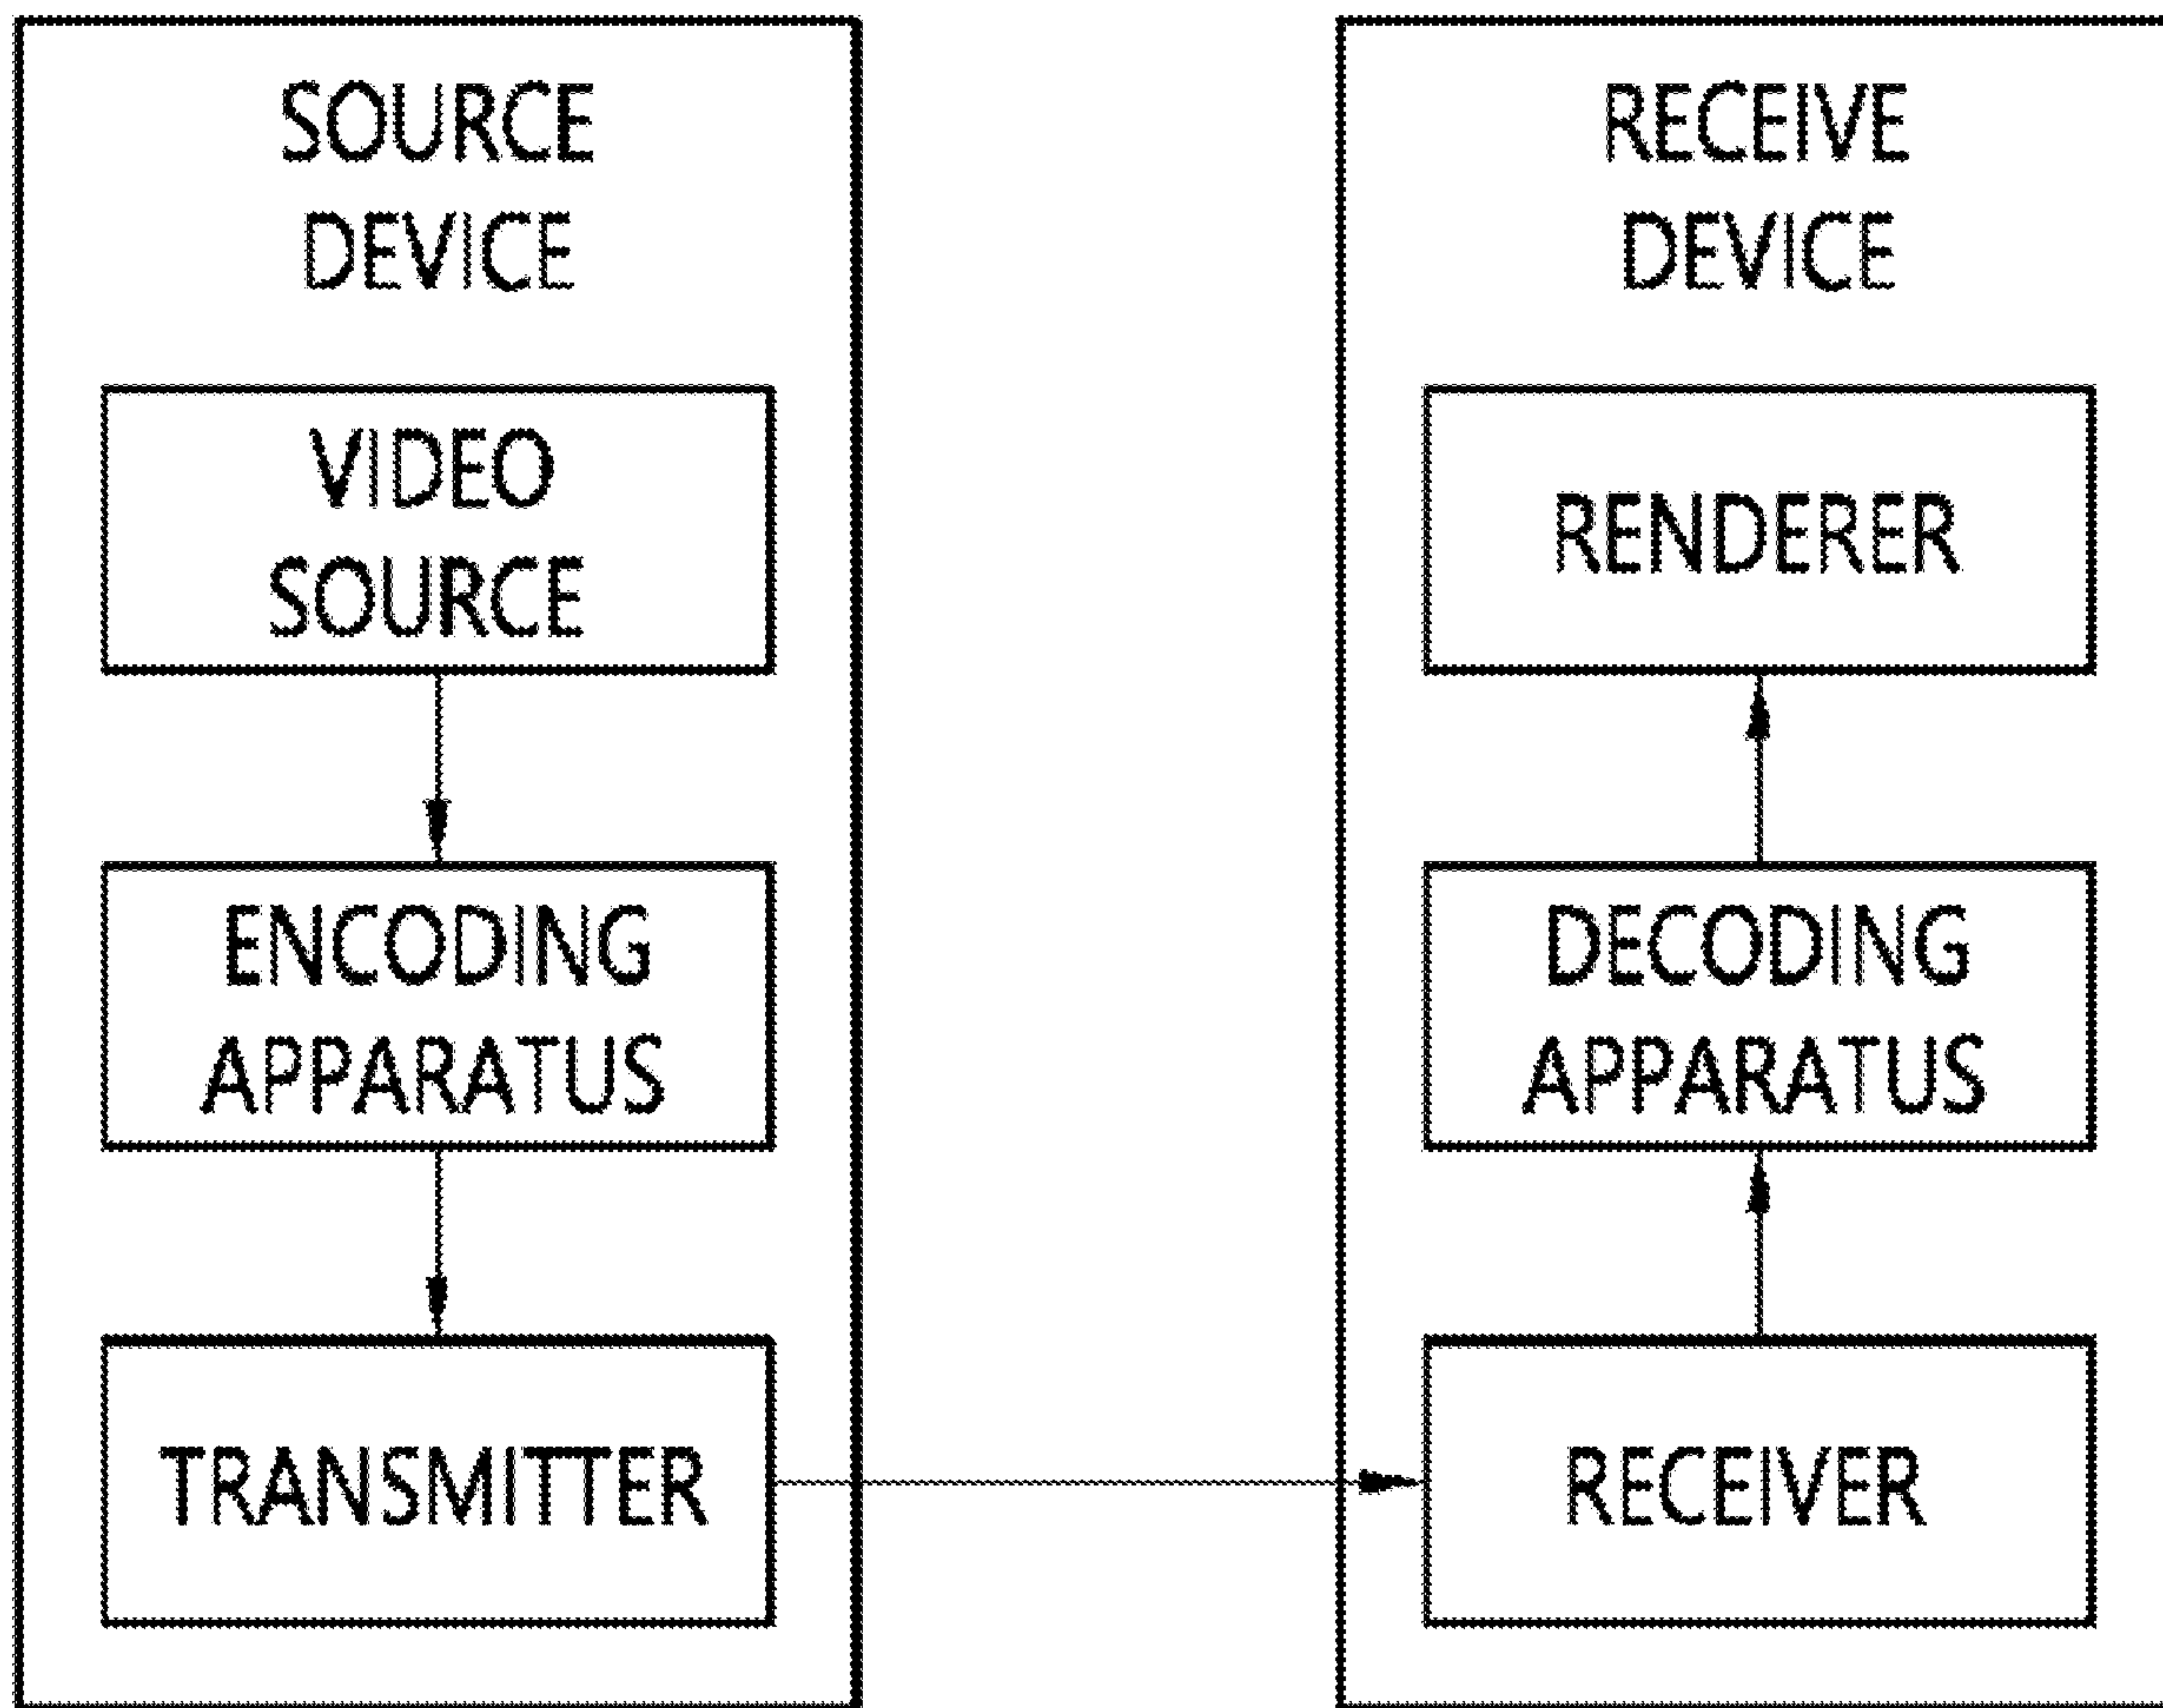 SOURCE
DEVICE
VIDEO
SOURCE
ENCODING
APPARATUS
TRANSMITTER
RECEIVE
DEVICE
RENDERER
DECODING
APPARATUS
RECEIVER